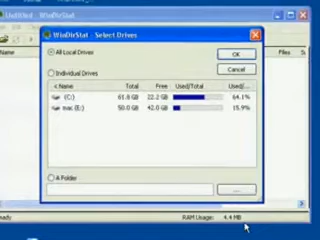 WinDirStat
WinDirStat - Select Drives
All Local Drives
OK
Cancel
Individual Drives
Name Total Free Used/Total Used/...
(C:) 61.8 GB 22.2 GB 64.1%
mac (E:) 50.0 GB 42.0 GB 15.9%
A Folder
...
Name Files
RAM Usage: 4.4 MB